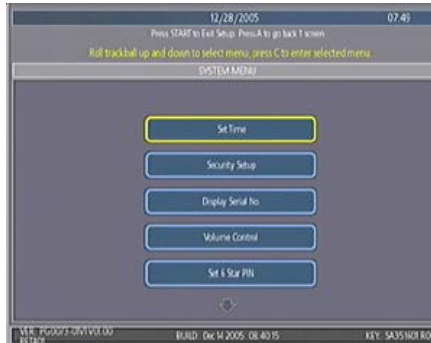 12/28/2005 07.49
Press START to Exit Setup. Press A to go back 1 screen
Roll trackball up and down to select menu, press C to enter selected menu.
SYSTEM MENU
Set Time
Security Setup
Display Serial No.
Volume Control
Set 6 Star PIN
BUILD: Dec 14 2005 08:40:15
RETAIL